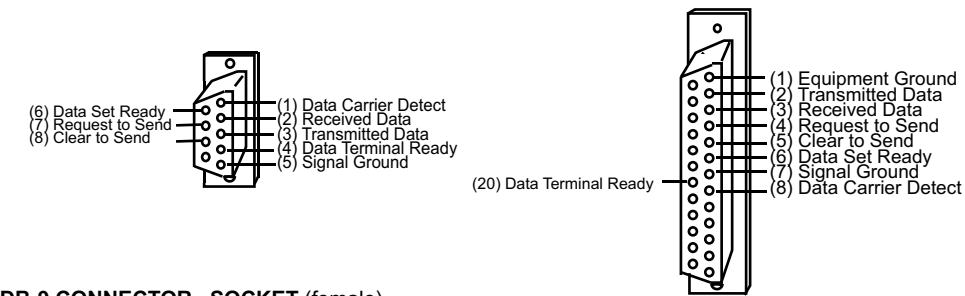 (6) Data Set Ready
(7) Request to Send
(8) Clear to Send
(1) Data Carrier Detect
(2) Received Data
(3) Transmitted Data
(4) Data Terminal Ready
(5) Signal Ground
(20) Data Terminal Ready
(1) Equipment Ground
(2) Transmitted Data
(3) Received Data
(4) Request to Send
(5) Clear to Send
(6) Data Set Ready
(7) Signal Ground
(8) Data Carrier Detect
DB-9 CONNECTOR - SOCKET (female)